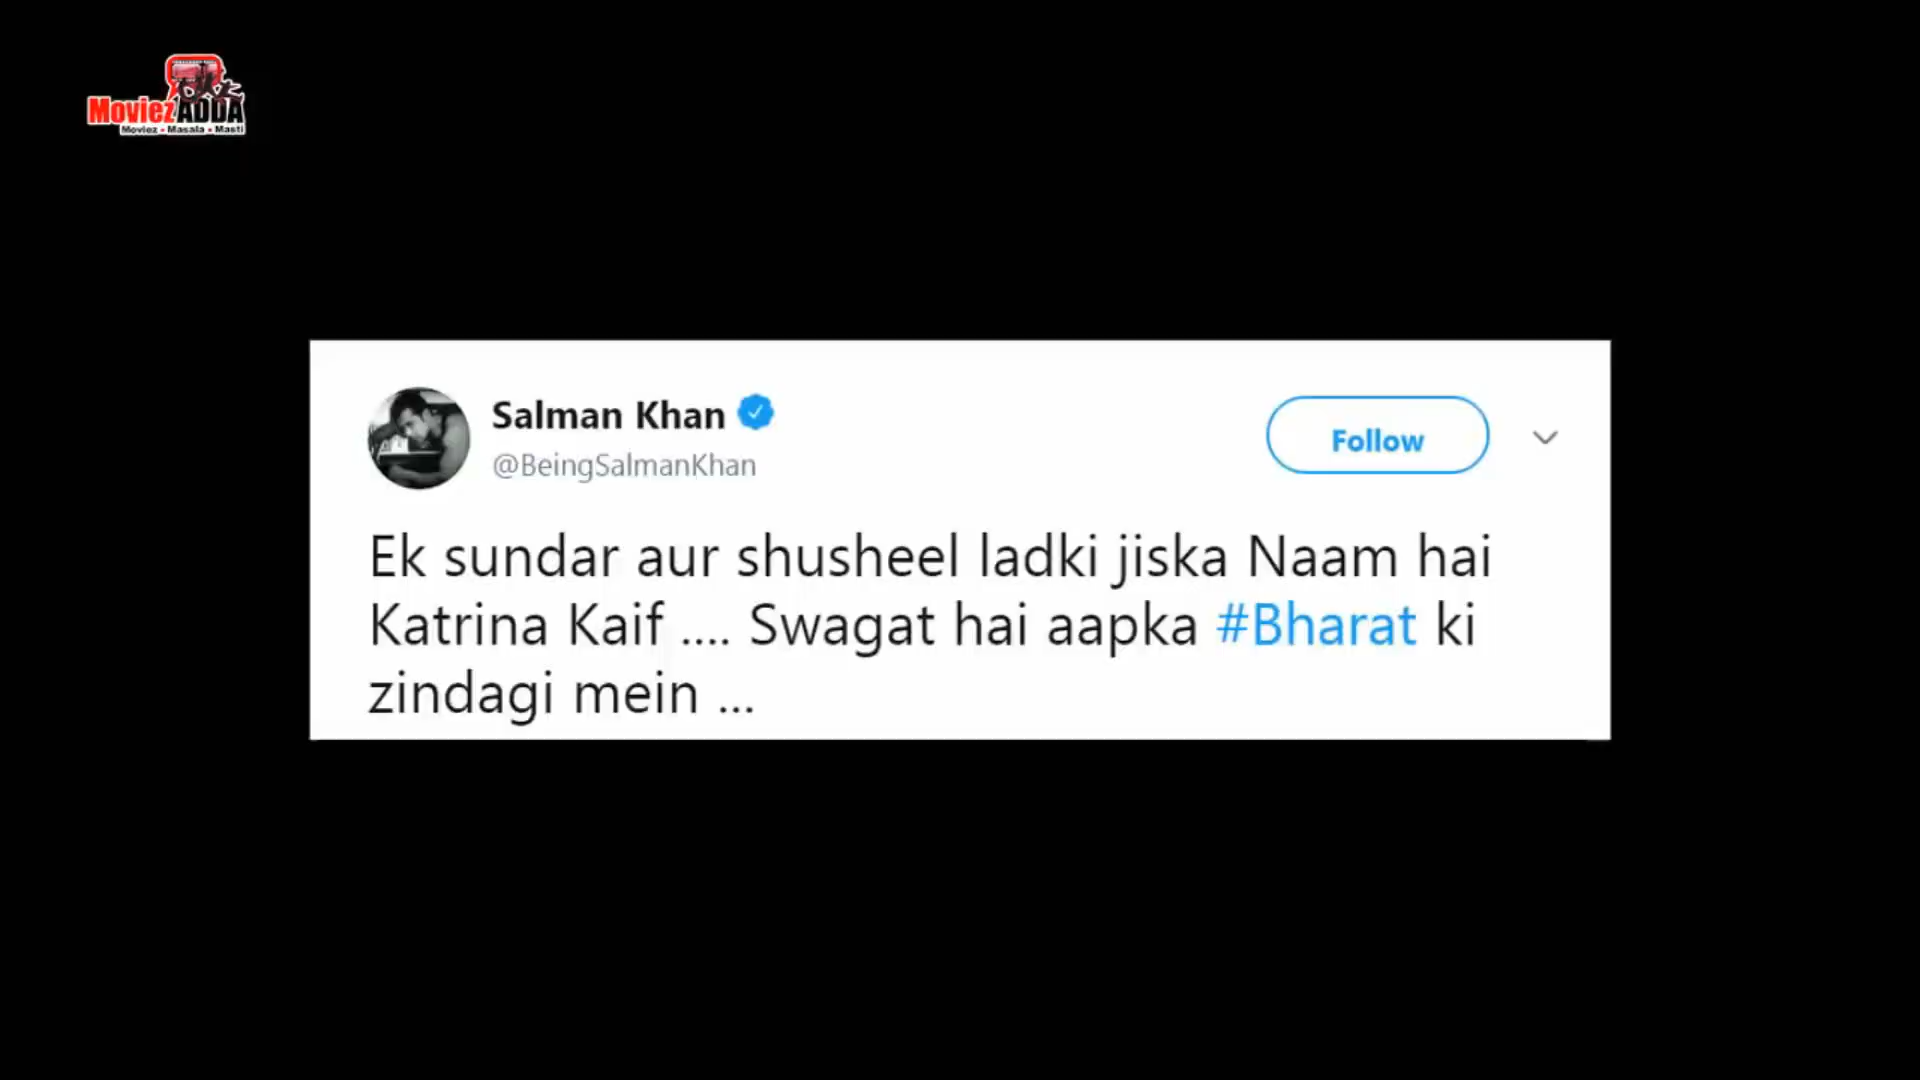 MoviezADDA
Moviez • Masala • Masti
Salman Khan
@BeingSalmanKhan
Follow
Ek sundar aur shusheel ladki jiska Naam hai
Katrina Kaif .... Swagat hai aapka #Bharat ki
zindagi mein ...